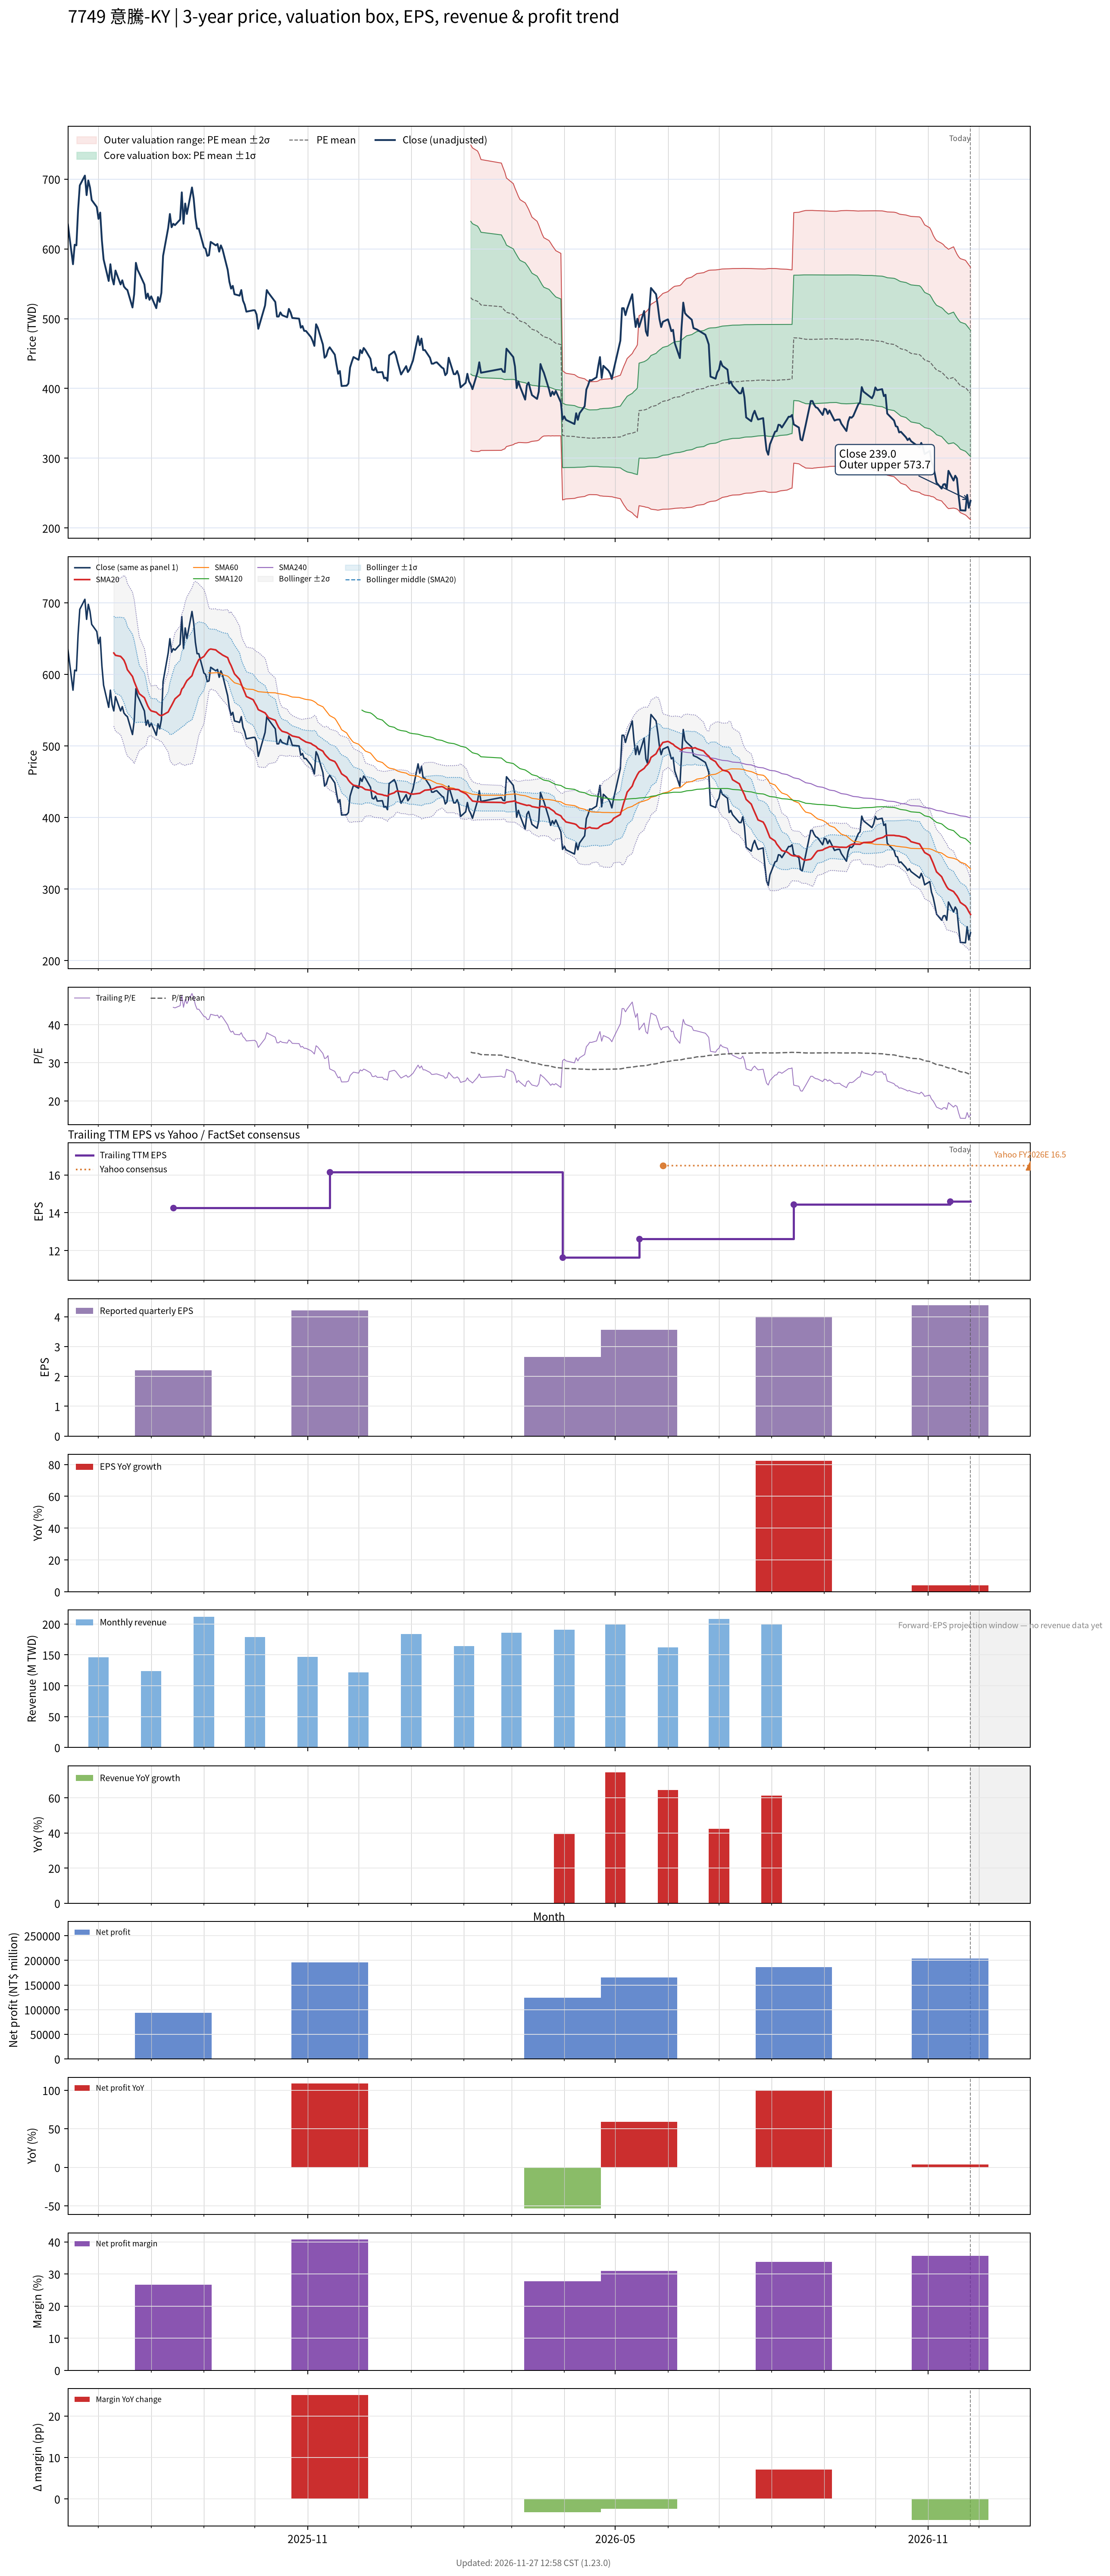 7749 意騰-KY | 3-year price, valuation box, EPS, revenue & profit trend
Outer valuation range: PE mean ±2σ
PE mean
Close (unadjusted)
Core valuation box: PE mean ±1σ
Today
700
600
500
400
300
200
Price (TWD)
Close 239.0
Outer upper 573.7
Close (same as panel 1)
SMA60
SMA240
Bollinger ±1σ
SMA20
SMA120
Bollinger ±2σ
Bollinger middle (SMA20)
700
600
500
400
300
200
Price
Trailing P/E
P/E mean
40
30
20
P/E
Trailing TTM EPS vs Yahoo / FactSet consensus
Trailing TTM EPS
Yahoo consensus
Today
Yahoo FY2026E 16.5
16
14
12
EPS
Reported quarterly EPS
4
3
2
1
0
EPS
EPS YoY growth
80
60
40
20
0
YoY (%)
Monthly revenue
Forward-EPS projection window — no revenue data yet
200
150
100
50
0
Revenue (M TWD)
Revenue YoY growth
60
40
20
0
YoY (%)
Month
Net profit
250000
200000
150000
100000
50000
0
Net profit (NT$ million)
Net profit YoY
100
50
0
-50
YoY (%)
Net profit margin
40
30
20
10
0
Margin (%)
Margin YoY change
20
10
0
Δ margin (pp)
2025-11
2026-05
2026-11
Updated: 2026-11-27 12:58 CST (1.23.0)